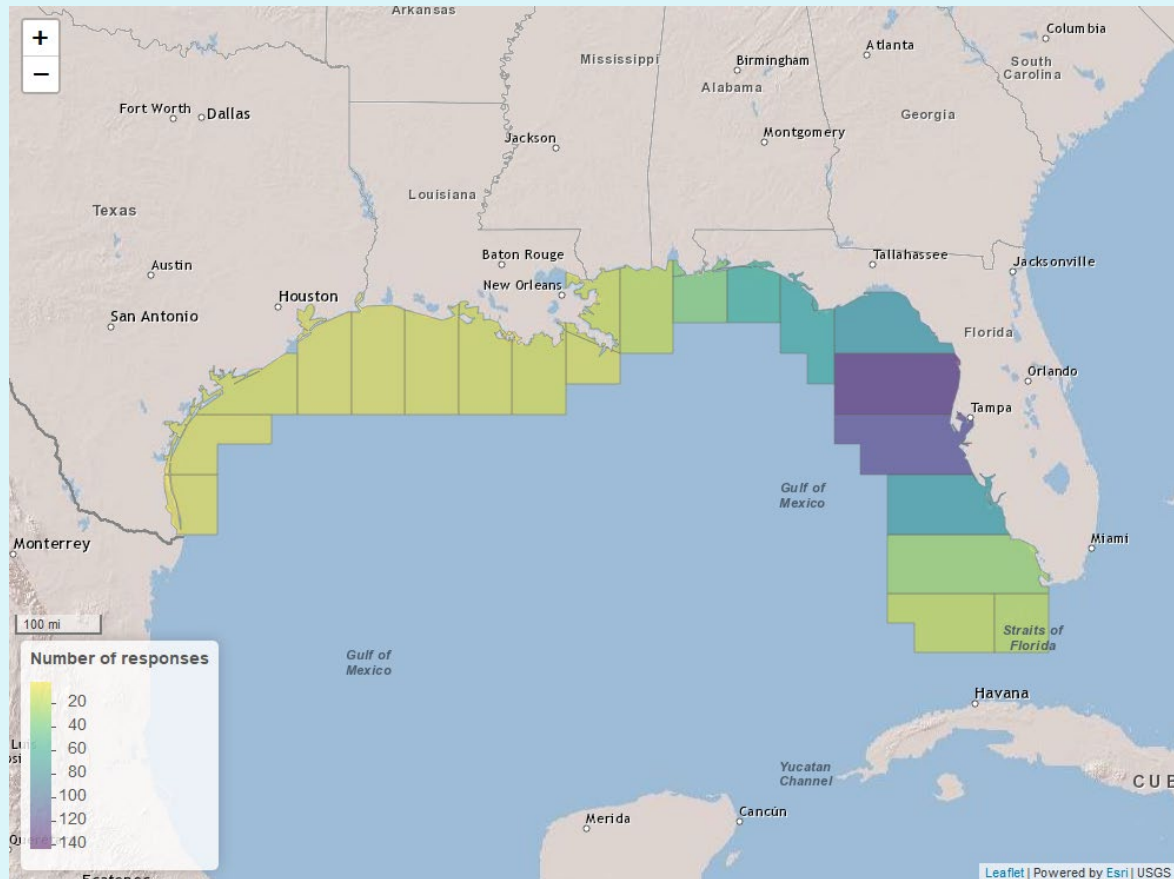 Arkansas
Columbia
+
Atlanta
Mississippi
Birmingham
South
Carolina
−
Alabama
Fort Worth
Dallas
Georgia
Jackson
Montgomery
Louisiana
Texas
Baton Rouge
Tallahassee
Austin
Jacksonville
New Orleans
Houston
San Antonio
Florida
Orlando
Tampa
Gulf of
Mexico
Miami
Monterrey
100 mi
Straits of
Florida
Number of responses
Gulf of
Mexico
20
Havana
40
60
80
Yucatan
Channel
100
120
Merida
Cancún
140
Leaflet | Powered by Esri | USGS